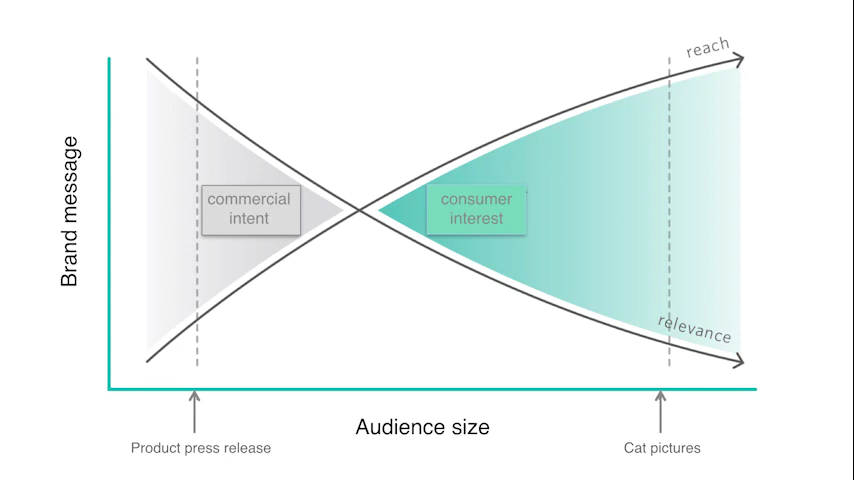 reach
Brand message
commercial
intent
consumer
interest
relevance
Audience size
Product press release
Cat pictures